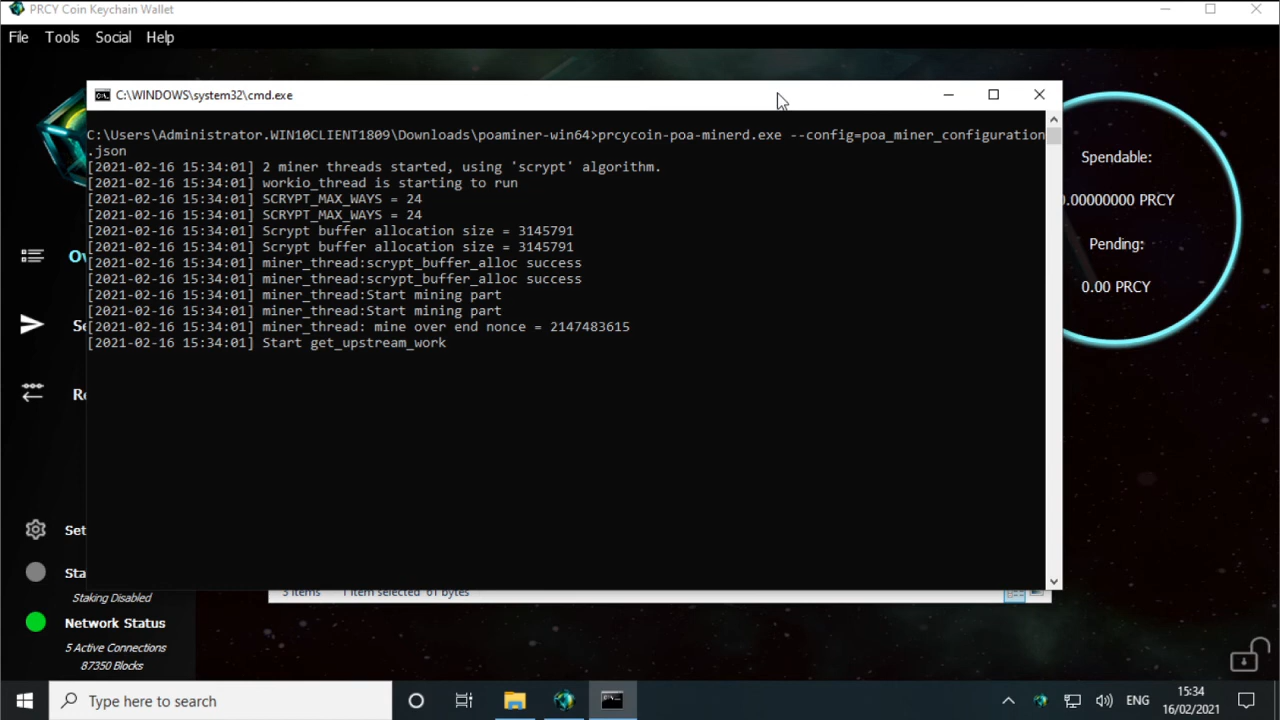 PRCY Coin Keychain Wallet
File Tools Social Help
C:\WINDOWS\system32\cmd.exe
C:\Users\Administrator.WIN10CLIENT1809\Downloads\poaminer-win64>prcycoin-poa-minerd.exe --config=poa_miner_configuration
.json
[2021-02-16 15:34:01] 2 miner threads started, using 'scrypt' algorithm.
[2021-02-16 15:34:01] workio_thread is starting to run
[2021-02-16 15:34:01] SCRYPT_MAX_WAYS = 24
[2021-02-16 15:34:01] SCRYPT_MAX_WAYS = 24
[2021-02-16 15:34:01] Scrypt buffer allocation size = 3145791
[2021-02-16 15:34:01] Scrypt buffer allocation size = 3145791
[2021-02-16 15:34:01] miner_thread:scrypt_buffer_alloc success
[2021-02-16 15:34:01] miner_thread:scrypt_buffer_alloc success
[2021-02-16 15:34:01] miner_thread:Start mining part
[2021-02-16 15:34:01] miner_thread:Start mining part
[2021-02-16 15:34:01] miner_thread: mine over end nonce = 2147483615
[2021-02-16 15:34:01] Start get_upstream_work
Spendable:
.00000000 PRCY
Pending:
0.00 PRCY
Ov
Se
Re
Set
Sta
Staking Disabled
Network Status
5 Active Connections
87350 Blocks
3 items 1 item selected 61 bytes
Type here to search
ENG
15:34
16/02/2021